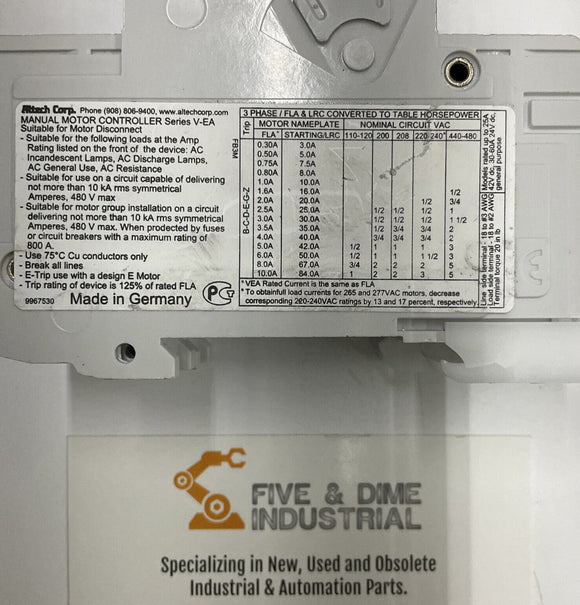 Altech Corp. Phone (908) 806-9400, www.altechcorp.com
MANUAL MOTOR CONTROLLER Series V-EA
Suitable for Motor Disconnect
- Suitable for the following loads at the Amp
Rating listed on the front of the device: AC
Incandescent Lamps, AC Discharge Lamps,
AC General Use, AC Resistance
- Suitable for use on a circuit capable of delivering
not more than 10 kA rms symmetrical
Amperes, 480 V max
- Suitable for motor group installation on a circuit
delivering not more than 10 kA rms symmetrical
Amperes, 480 V max. When prodected by fuses
or circuit breakers with a maximum rating of
800 A.
- Use 75°C Cu conductors only
- Break all lines
- E-Trip use with a design E Motor
- Trip rating of device is 125% of rated FLA
9967530 Made in Germany
FB3M
3 PHASE / FLA & LRC CONVERTED TO TABLE HORSEPOWER
Trip MOTOR NAMEPLATE NOMINAL CIRCUIT VAC
FLA* STARTING/LRC 110-120 200 208 220 240* 440-480
B-C-D-E-G-Z
0.30A 3.0A
0.50A 5.0A
0.75A 7.5A
0.80A 8.0A
1.0A 10.0A
1.6A 16.0A 1/2
2.0A 20.0A 1/2 3/4
2.5A 25.0A 1/2 1/2 1/2 1
3.0A 30.0A 1/2 1/2 3/4 1 1/2
3.5A 35.0A 1/2 3/4 3/4 2
4.0A 40.0A 3/4 3/4 3/4 2
5.0A 42.0A 1/2 1 1 1 3
6.0A 50.0A 1/2 1 1 1 1/2 3
8.0A 67.0A 3/4 2 2 2 5
10.0A 84.0A 1 2 2 3 5
* VEA Rated Current is the same as FLA
* To obtainfull load currents for 265 and 277VAC motors, decrease
corresponding 220-240VAC ratings by 13 and 17 percent, respectively.
Line side terminal - 18 to #3 AWG
Load side terminal - 18 to #2 AWG
Terminal torque 20 in lb
Models rated up to 25A
12V dc, 30-60A 24V dc,
general purpose
FIVE & DIME
INDUSTRIAL
Specializing in New, Used and Obsolete
Industrial & Automation Parts.